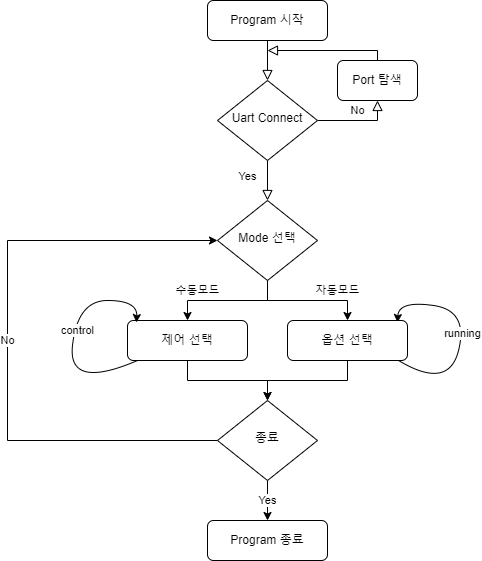 Program 시작
Port 탐색
Uart Connect
No
Yes
Mode 선택
수동모드
자동모드
control
제어 선택
옵션 선택
running
No
종료
Yes
Program 종료